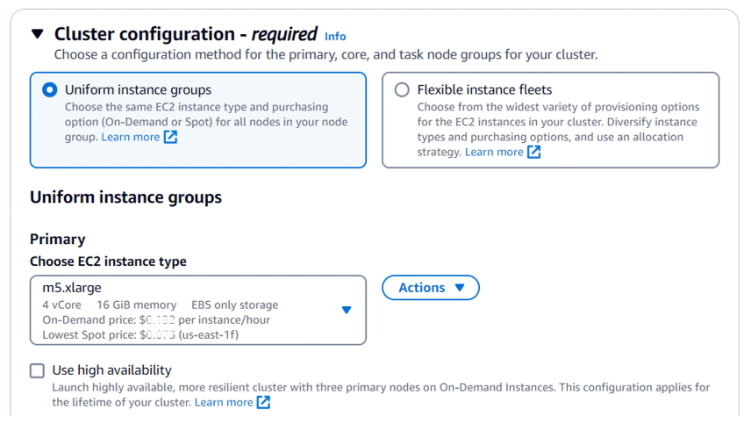 Cluster configuration - required Info
Choose a configuration method for the primary, core, and task node groups for your cluster.
Uniform instance groups
Choose the same EC2 instance type and purchasing
option (On-Demand or Spot) for all nodes in your node
group. Learn more
Flexible instance fleets
Choose from the widest variety of provisioning options
for the EC2 instances in your cluster. Diversify instance
types and purchasing options, and use an allocation
strategy. Learn more
Uniform instance groups
Primary
Choose EC2 instance type
m5.xlarge
4 vCore 16 GiB memory EBS only storage
On-Demand price: per instance/hour
Lowest Spot price: (us-east-1f)
Actions
Use high availability
Launch highly available, more resilient cluster with three primary nodes on On-Demand Instances. This configuration applies for
the lifetime of your cluster. Learn more